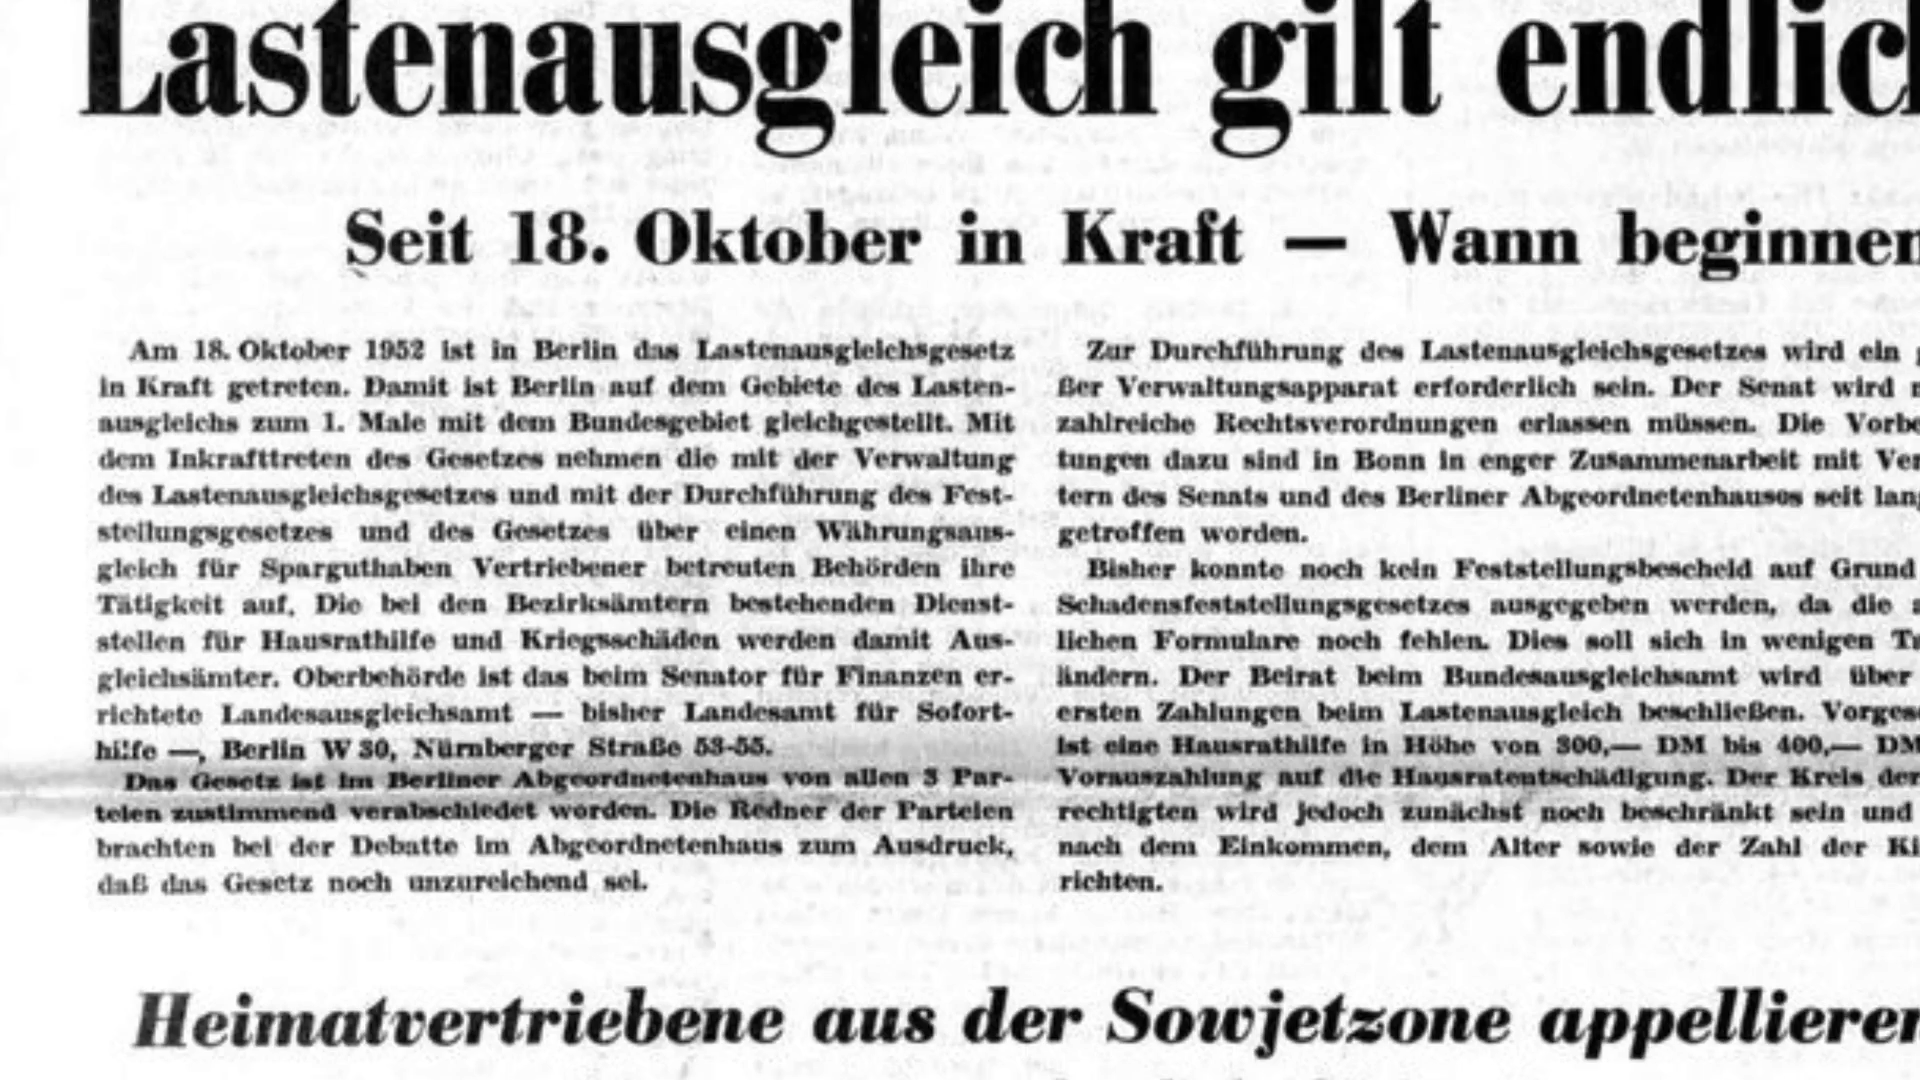 Lastenausgleich gilt endlich
Seit 18. Oktober in Kraft — Wann beginnen
Am 18. Oktober 1952 ist in Berlin das Lastenausgleichsgesetz
in Kraft getreten. Damit ist Berlin auf dem Gebiete des Lasten-
ausgleichs zum 1. Male mit dem Bundesgebiet gleichgestellt. Mit
dem Inkrafttreten des Gesetzes nehmen die mit der Verwaltung
des Lastenausgleichsgesetzes und mit der Durchführung des Fest-
stellungsgesetzes und des Gesetzes über einen Währungsaus-
gleich für Sparguthaben Vertriebener betreuten Behörden ihre
Tätigkeit auf. Die bei den Bezirksämtern bestehenden Dienst-
stellen für Hausrathilfe und Kriegsschäden werden damit Aus-
gleichsämter. Oberbehörde ist das beim Senator für Finanzen er-
richtete Landesausgleichsamt — bisher Landesamt für Sofort-
hilfe —, Berlin W 30, Nürnberger Straße 53-55.
Das Gesetz ist im Berliner Abgeordnetenhaus von allen 3 Par-
teien zustimmend verabschiedet worden. Die Redner der Parteien
brachten bei der Debatte im Abgeordnetenhaus zum Ausdruck,
daß das Gesetz noch unzureichend sei.
Zur Durchführung des Lastenausgleichsgesetzes wird ein
ßer Verwaltungsapparat erforderlich sein. Der Senat wird
zahlreiche Rechtsverordnungen erlassen müssen. Die Vorbe
tungen dazu sind in Bonn in enger Zusammenarbeit mit Ver
tern des Senats und des Berliner Abgeordnetenhauses seit lan
getroffen worden.
Bisher konnte noch kein Feststellungsbescheid auf Grund
Schadensfeststellungsgesetzes ausgegeben werden, da die
lichen Formulare noch fehlen. Dies soll sich in wenigen
ändern. Der Beirat beim Bundesausgleichsamt wird über
ersten Zahlungen beim Lastenausgleich beschließen. Vorges
ist eine Hausrathilfe in Höhe von 300,— DM bis 400,— DM
Vorauszahlung auf die Hausratentschädigung. Der Kreis der
rechtigten wird jedoch zunächst noch beschränkt sein und
nach dem Einkommen, dem Alter sowie der Zahl der Ki
richten.
Heimatvertriebene aus der Sowjetzone appellieren